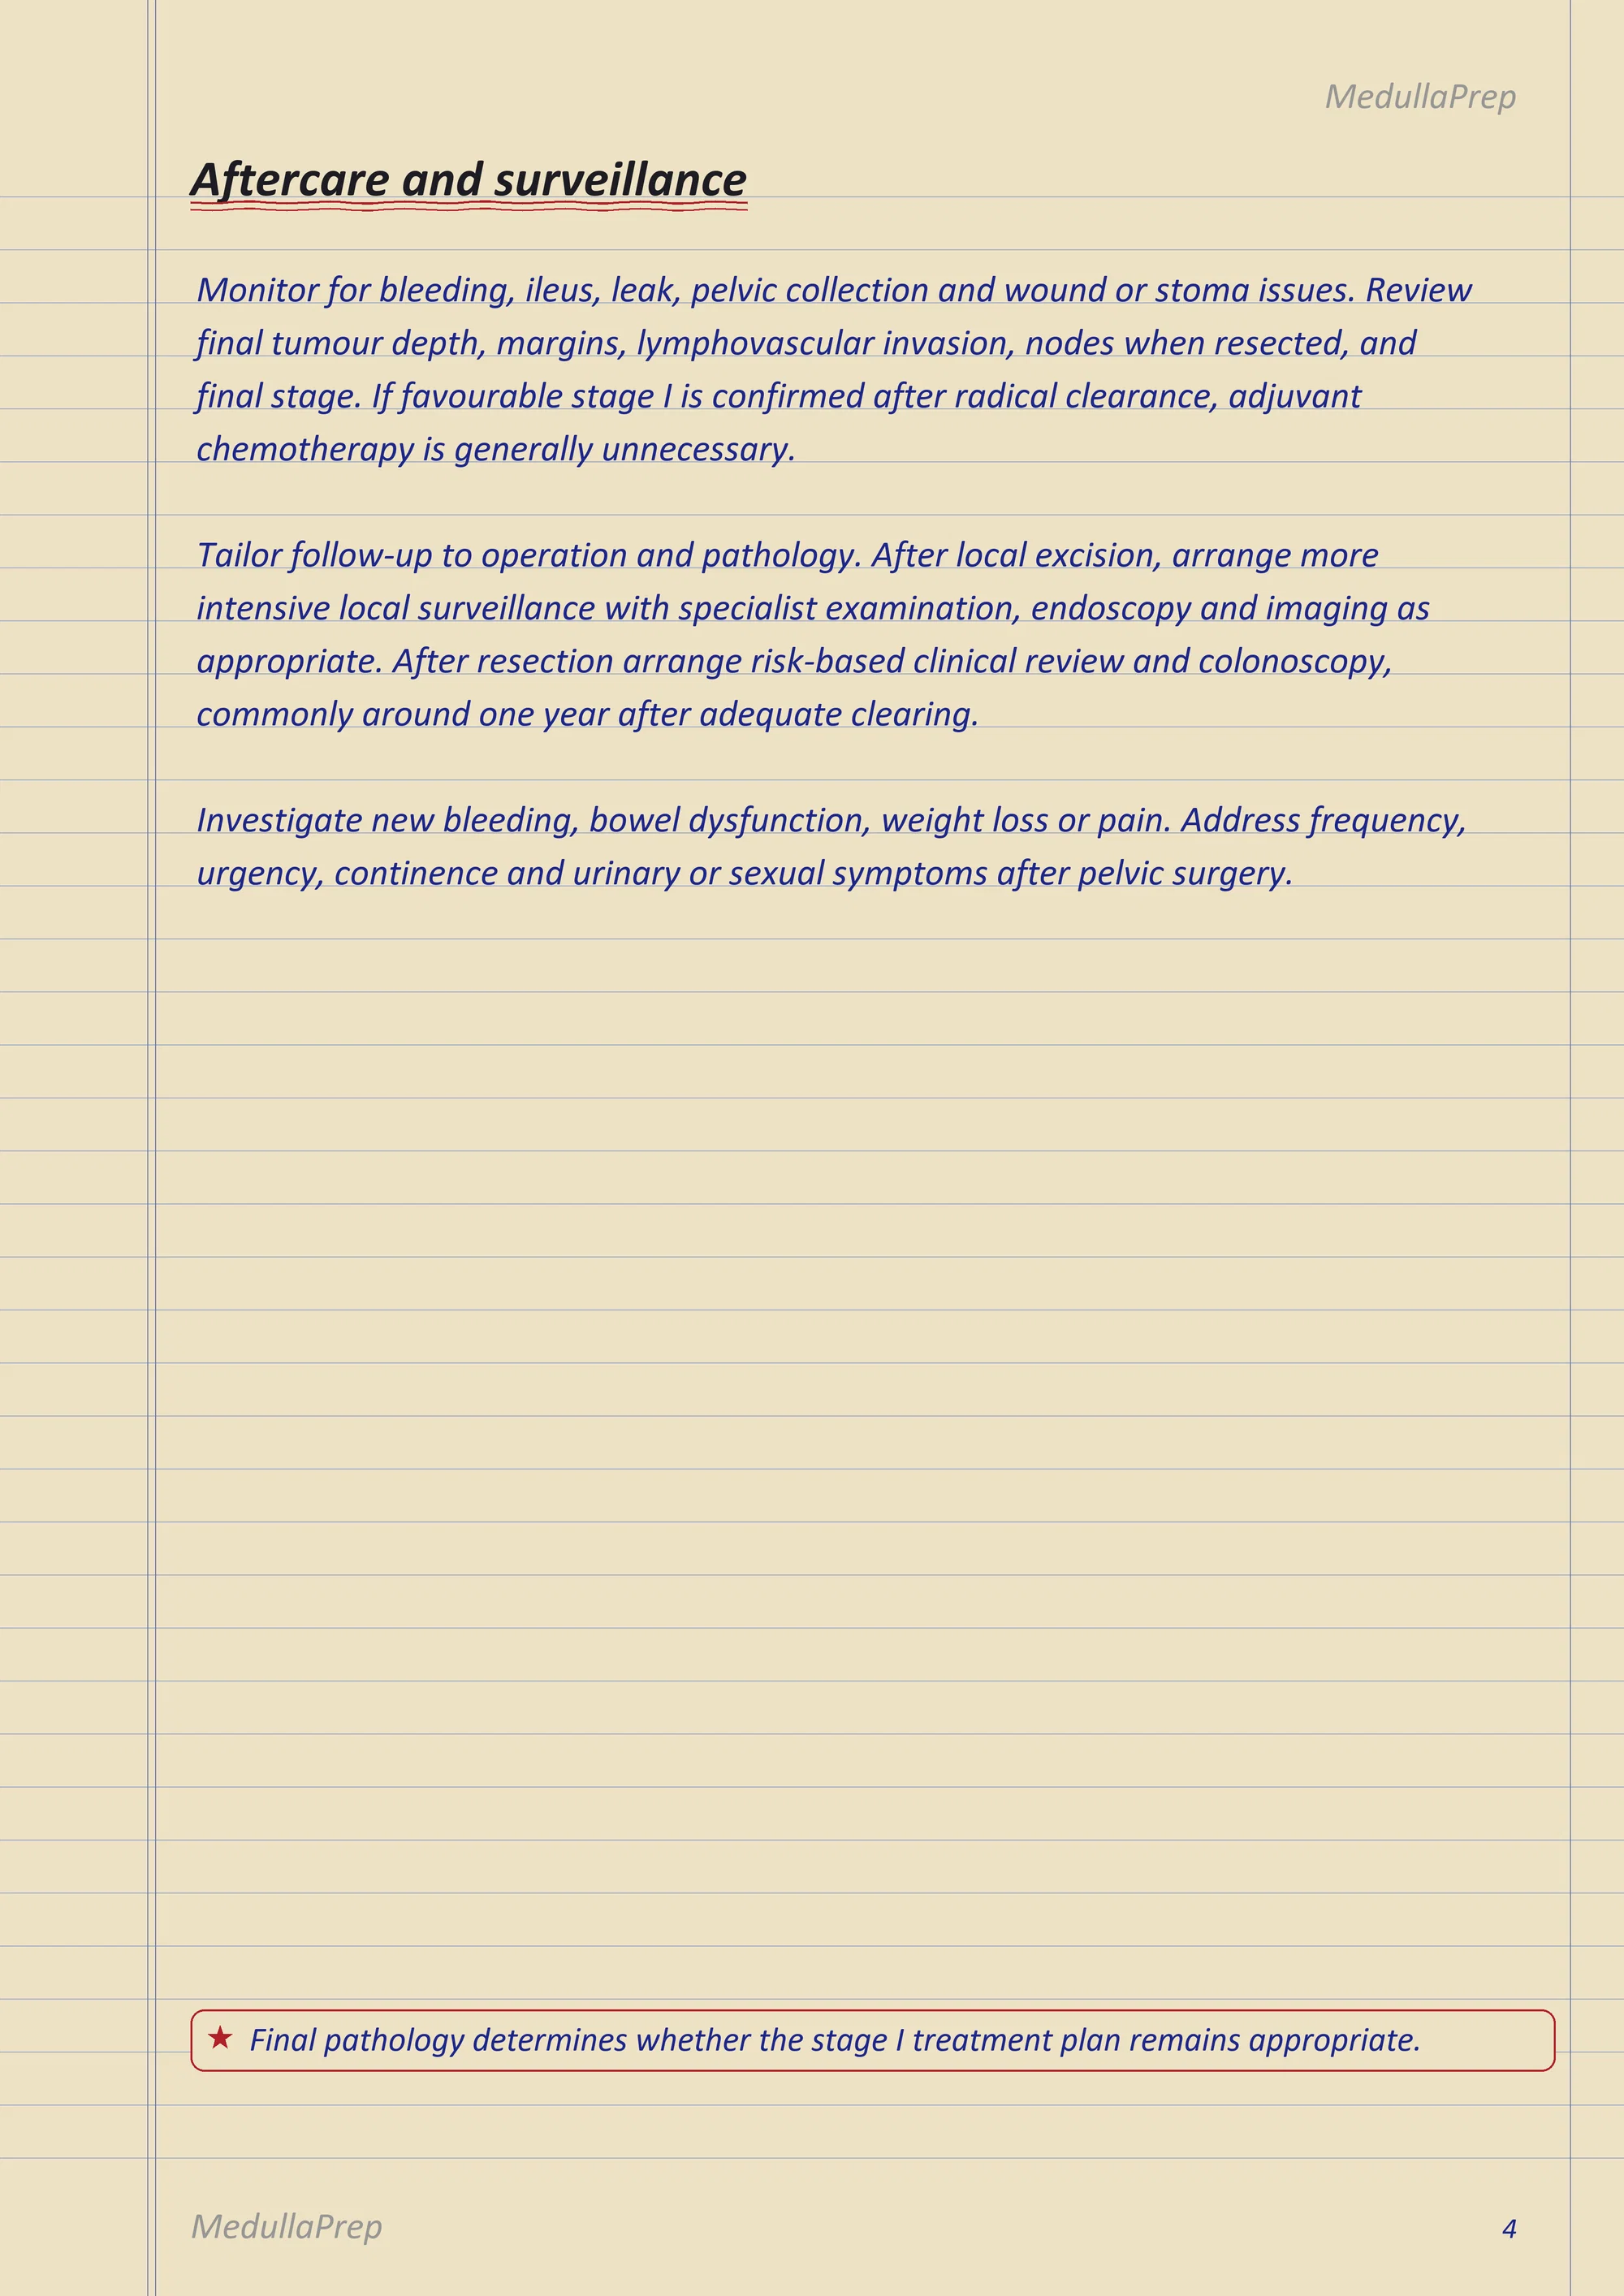 MedullaPrep
Aftercare and surveillance
Monitor for bleeding, ileus, leak, pelvic collection and wound or stoma issues. Review
final tumour depth, margins, lymphovascular invasion, nodes when resected, and
final stage. If favourable stage I is confirmed after radical clearance, adjuvant
chemotherapy is generally unnecessary.
Tailor follow-up to operation and pathology. After local excision, arrange more
intensive local surveillance with specialist examination, endoscopy and imaging as
appropriate. After resection arrange risk-based clinical review and colonoscopy,
commonly around one year after adequate clearing.
Investigate new bleeding, bowel dysfunction, weight loss or pain. Address frequency,
urgency, continence and urinary or sexual symptoms after pelvic surgery.
★ Final pathology determines whether the stage I treatment plan remains appropriate.
MedullaPrep
4